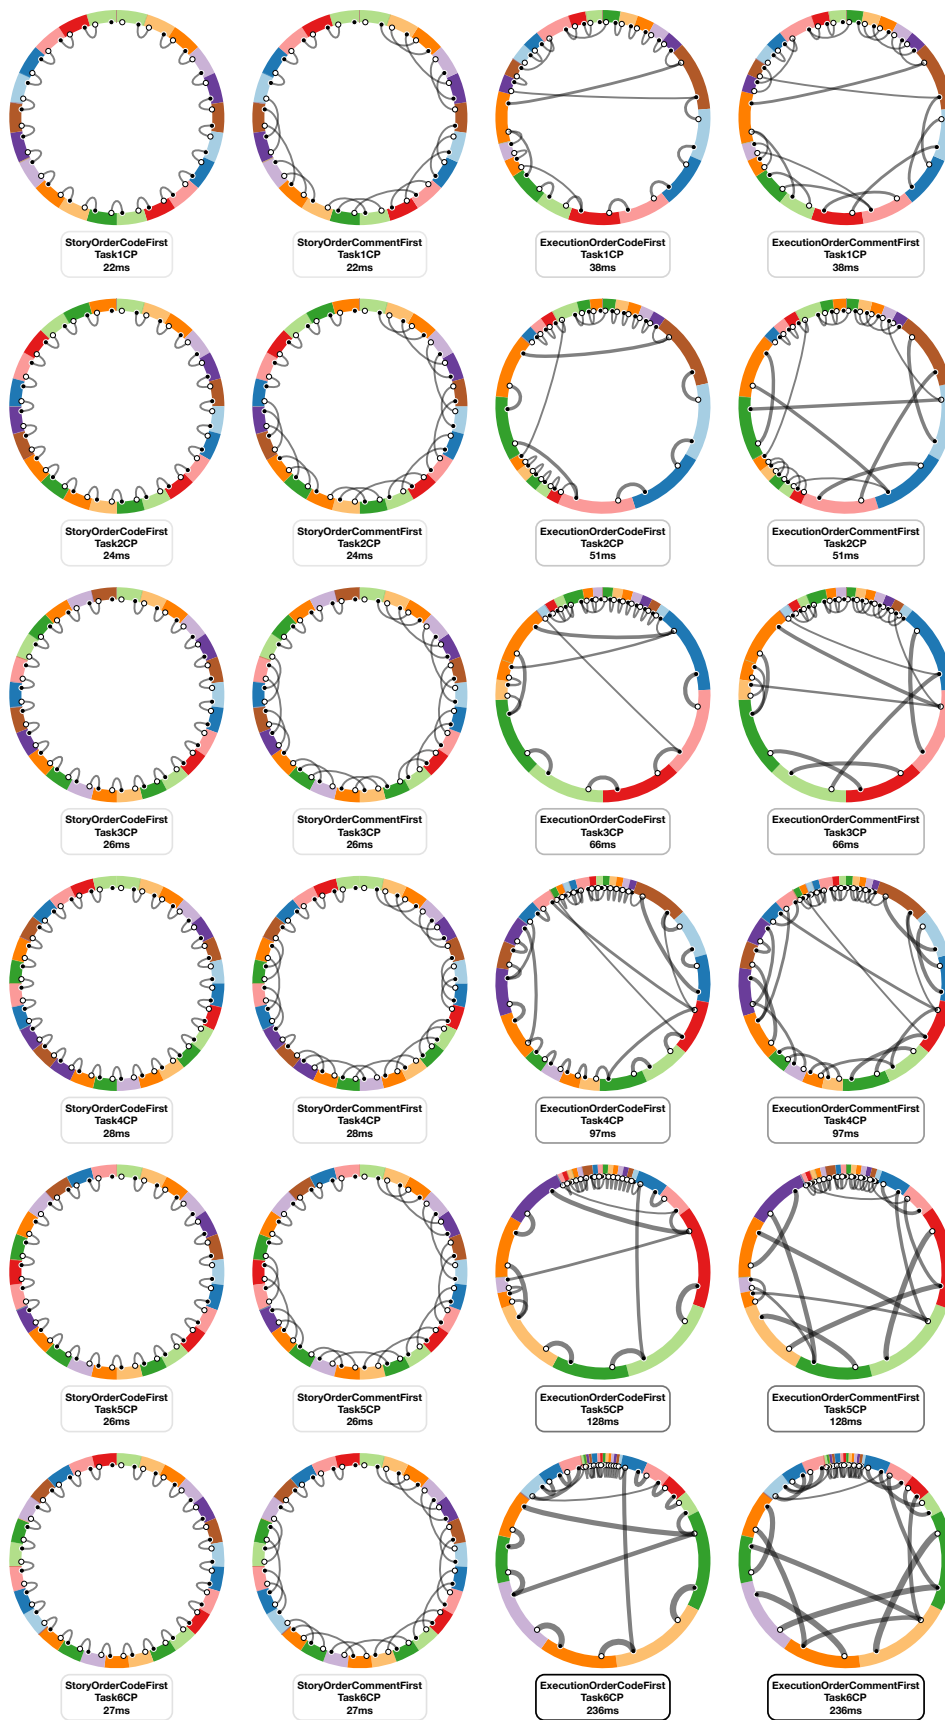 StoryOrderCodeFirst
Task1CP
22ms
StoryOrderCommentFirst
Task1CP
22ms
ExecutionOrderCodeFirst
Task1CP
38ms
ExecutionOrderCommentFirst
Task1CP
38ms
StoryOrderCodeFirst
Task2CP
24ms
StoryOrderCommentFirst
Task2CP
24ms
ExecutionOrderCodeFirst
Task2CP
51ms
ExecutionOrderCommentFirst
Task2CP
51ms
StoryOrderCodeFirst
Task3CP
26ms
StoryOrderCommentFirst
Task3CP
26ms
ExecutionOrderCodeFirst
Task3CP
66ms
ExecutionOrderCommentFirst
Task3CP
66ms
StoryOrderCodeFirst
Task4CP
28ms
StoryOrderCommentFirst
Task4CP
28ms
ExecutionOrderCodeFirst
Task4CP
97ms
ExecutionOrderCommentFirst
Task4CP
97ms
StoryOrderCodeFirst
Task5CP
26ms
StoryOrderCommentFirst
Task5CP
26ms
ExecutionOrderCodeFirst
Task5CP
128ms
ExecutionOrderCommentFirst
Task5CP
128ms
StoryOrderCodeFirst
Task6CP
27ms
StoryOrderCommentFirst
Task6CP
27ms
ExecutionOrderCodeFirst
Task6CP
236ms
ExecutionOrderCommentFirst
Task6CP
236ms